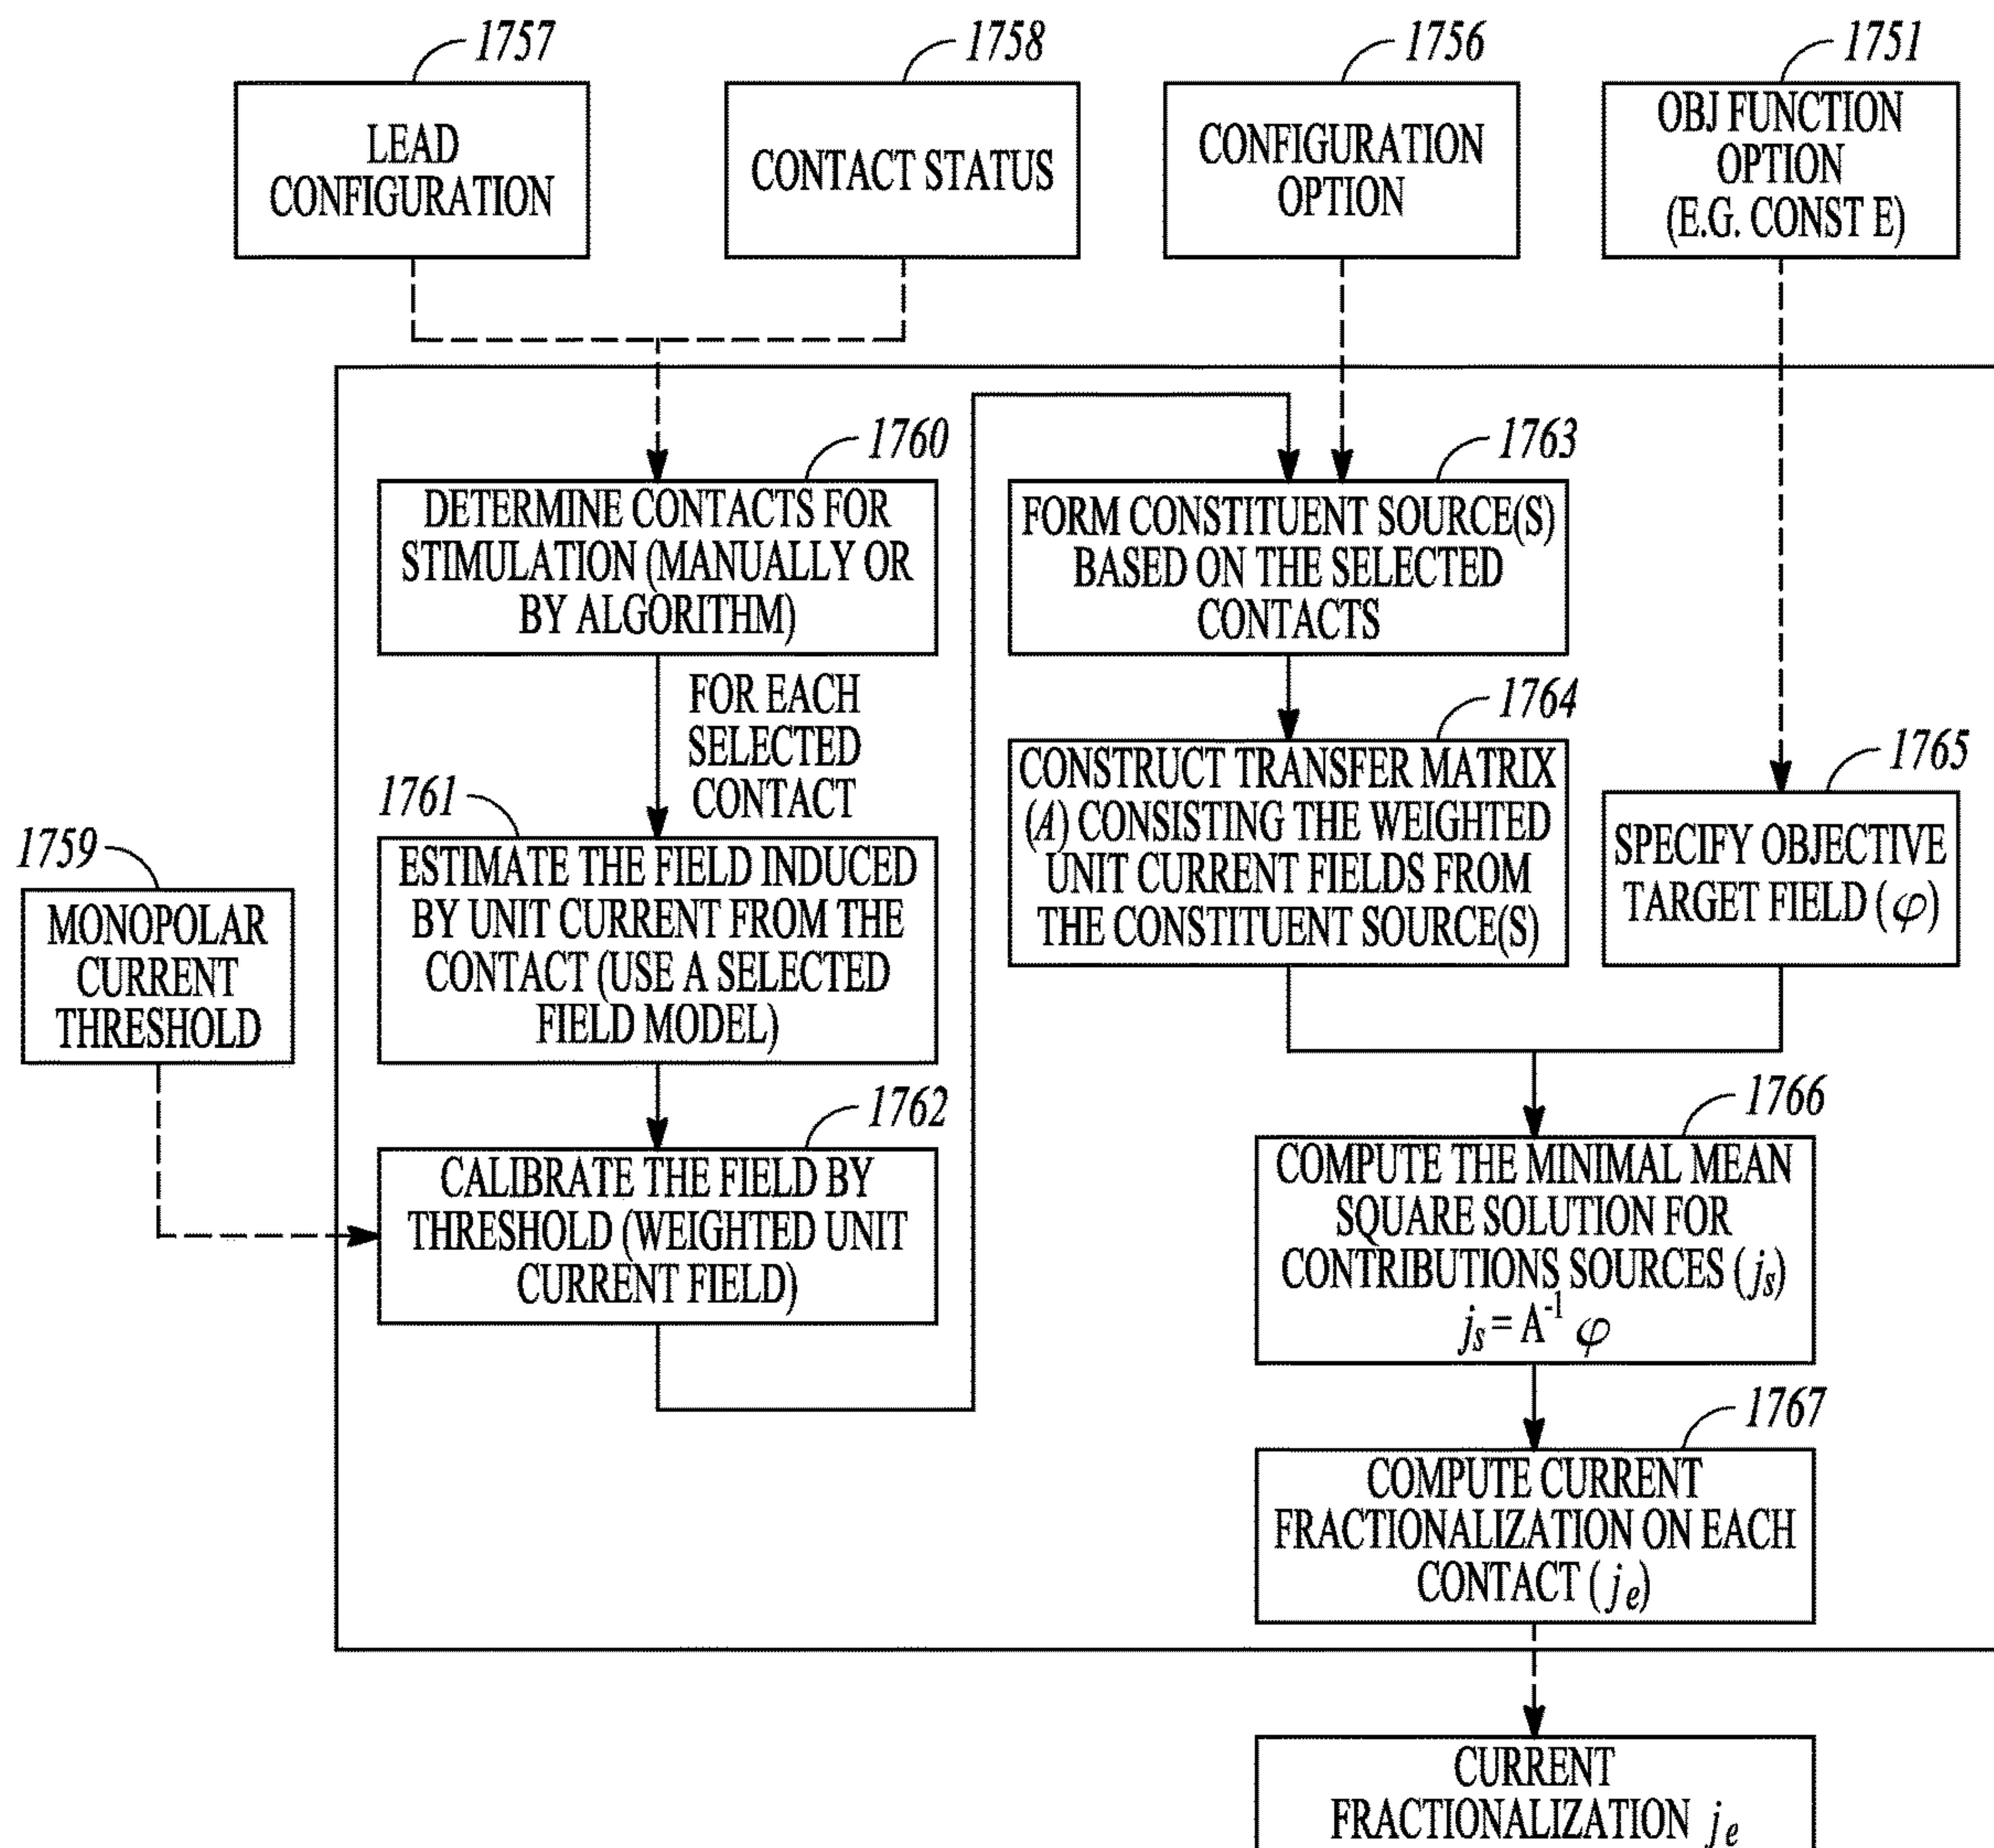 1757
LEAD
CONFIGURATION
1758
CONTACT STATUS
1756
CONFIGURATION
OPTION
1751
OBJ FUNCTION
OPTION
(E.G. CONST E)
1760
DETERMINE CONTACTS FOR
STIMULATION (MANUALLY OR
BY ALGORITHM)
FOR EACH
SELECTED
CONTACT
1761
ESTIMATE THE FIELD INDUCED
BY UNIT CURRENT FROM THE
CONTACT (USE A SELECTED
FIELD MODEL)
1759
MONOPOLAR
CURRENT
THRESHOLD
1762
CALIBRATE THE FIELD BY
THRESHOLD (WEIGHTED UNIT
CURRENT FIELD)
1763
FORM CONSTITUENT SOURCE(S)
BASED ON THE SELECTED
CONTACTS
1764
CONSTRUCT TRANSFER MATRIX
(A) CONSISTING THE WEIGHTED
UNIT CURRENT FIELDS FROM
THE CONSTITUENT SOURCE(S)
1765
SPECIFY OBJECTIVE
TARGET FIELD (φ)
1766
COMPUTE THE MINIMAL MEAN
SQUARE SOLUTION FOR
CONTRIBUTIONS SOURCES (jₛ)
jₛ = A⁻¹ φ
1767
COMPUTE CURRENT
FRACTIONALIZATION ON EACH
CONTACT (jₑ)
CURRENT
FRACTIONALIZATION jₑ